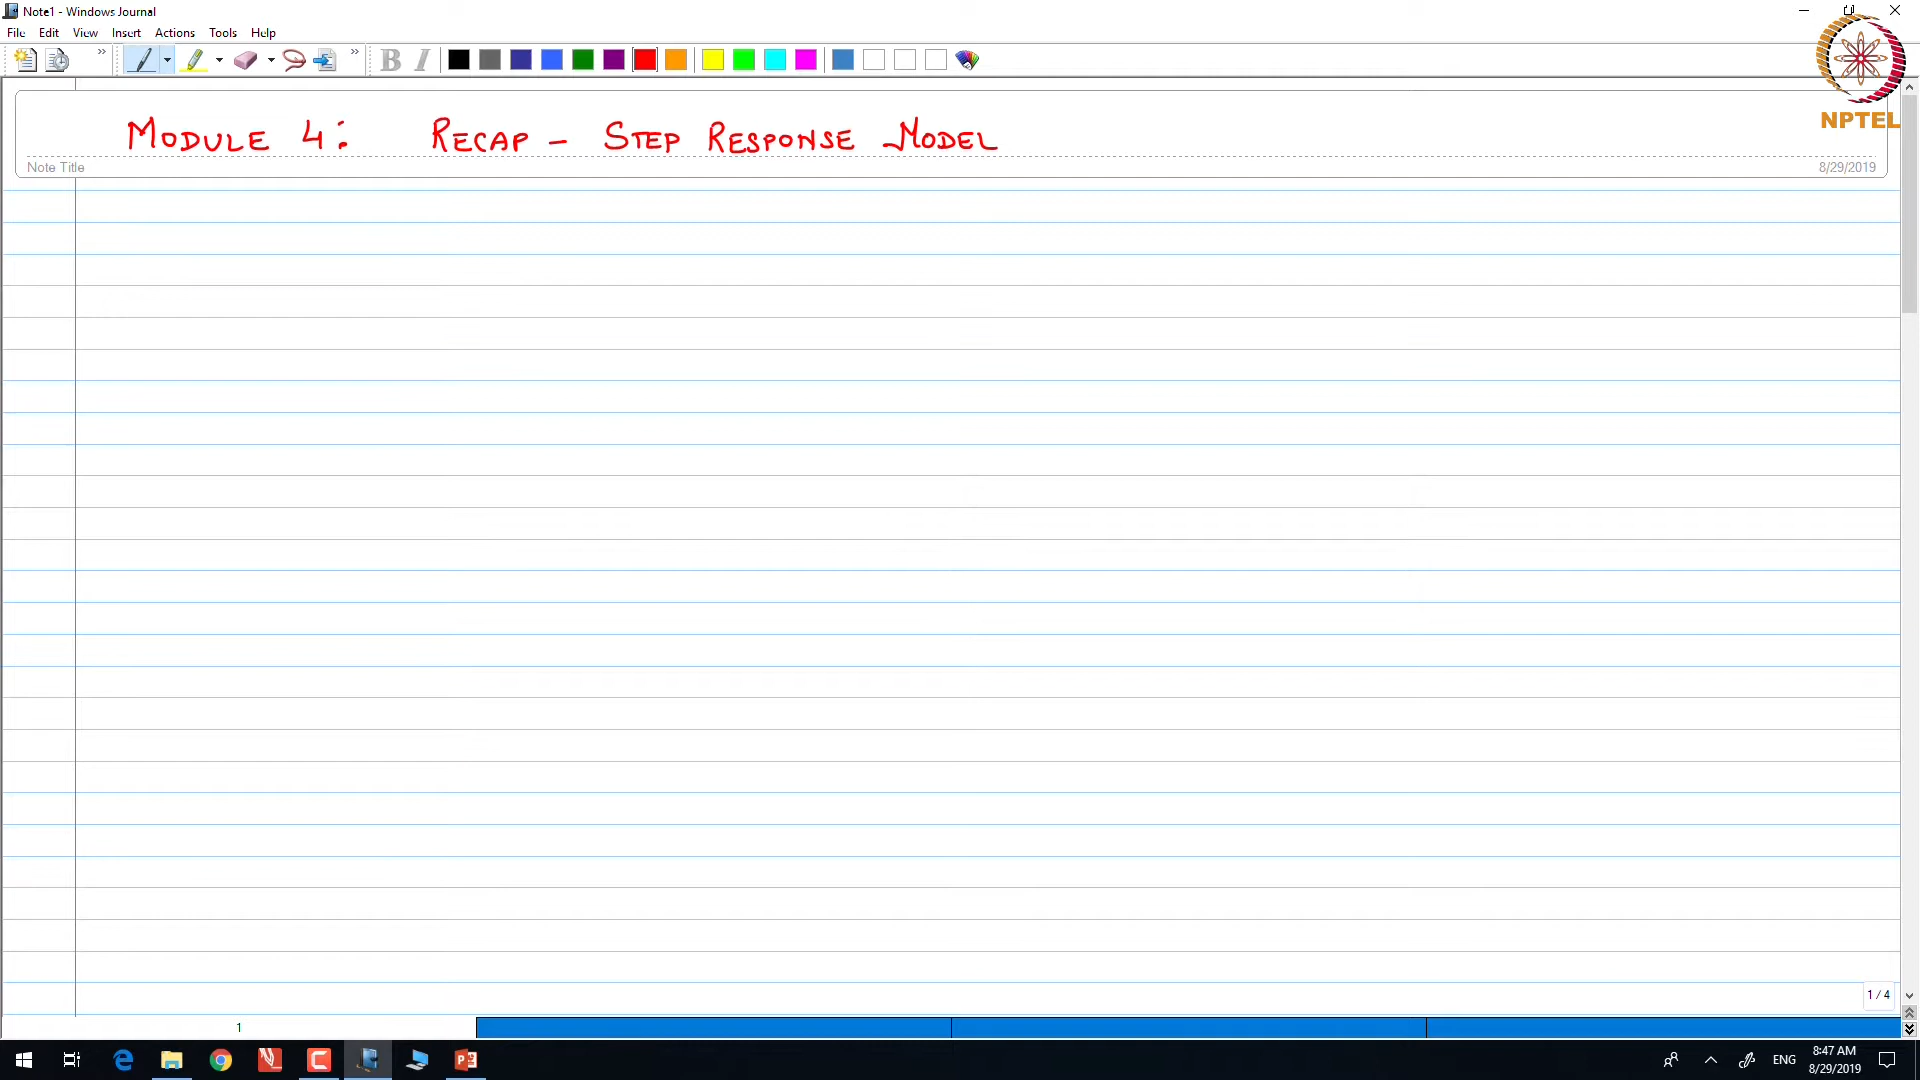 Note1 - Windows Journal
File Edit View Insert Actions Tools Help
B I
NPTEL
MODULE 4: RECAP - STEP RESPONSE MODEL
Note Title
8/29/2019
1 / 4
1
ENG
8:47 AM
8/29/2019